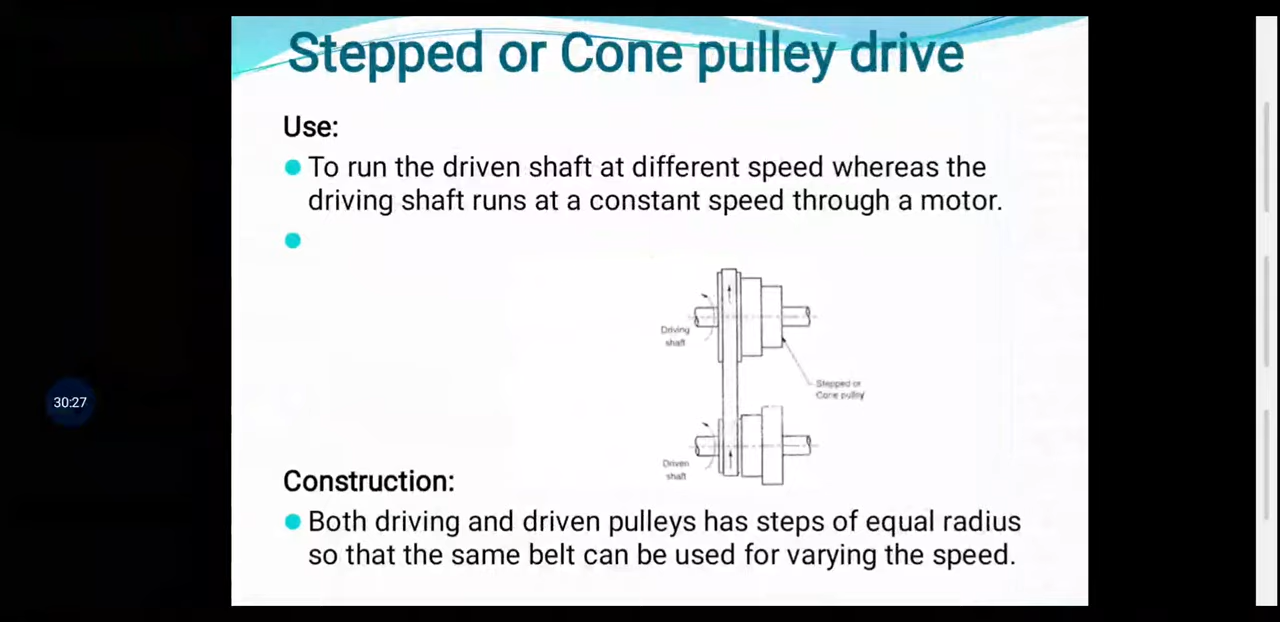 Stepped or Cone pulley drive
Use:
To run the driven shaft at different speed whereas the
driving shaft runs at a constant speed through a motor.
Driving
shaft
Stepped or
Cone pulley
30:27
Driven
shaft
Construction:
Both driving and driven pulleys has steps of equal radius
so that the same belt can be used for varying the speed.